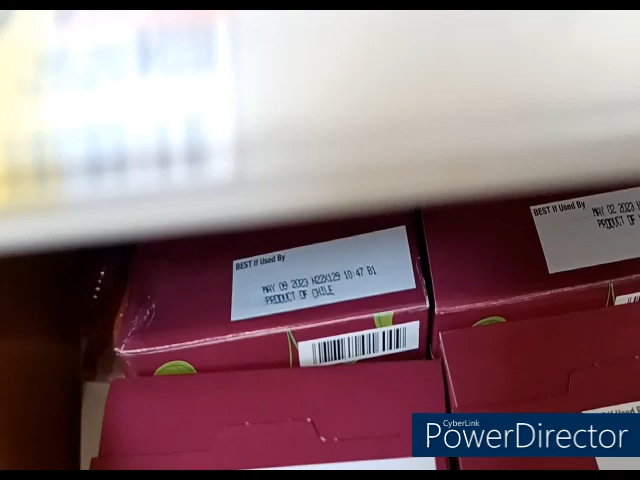 BEST If Used By
MAY 09 2023 H22X129 10:47 B1
PRODUCT OF CHILE
BEST If Used By
MAY 02 2023
PRODUCT OF
CyberLink
PowerDirector